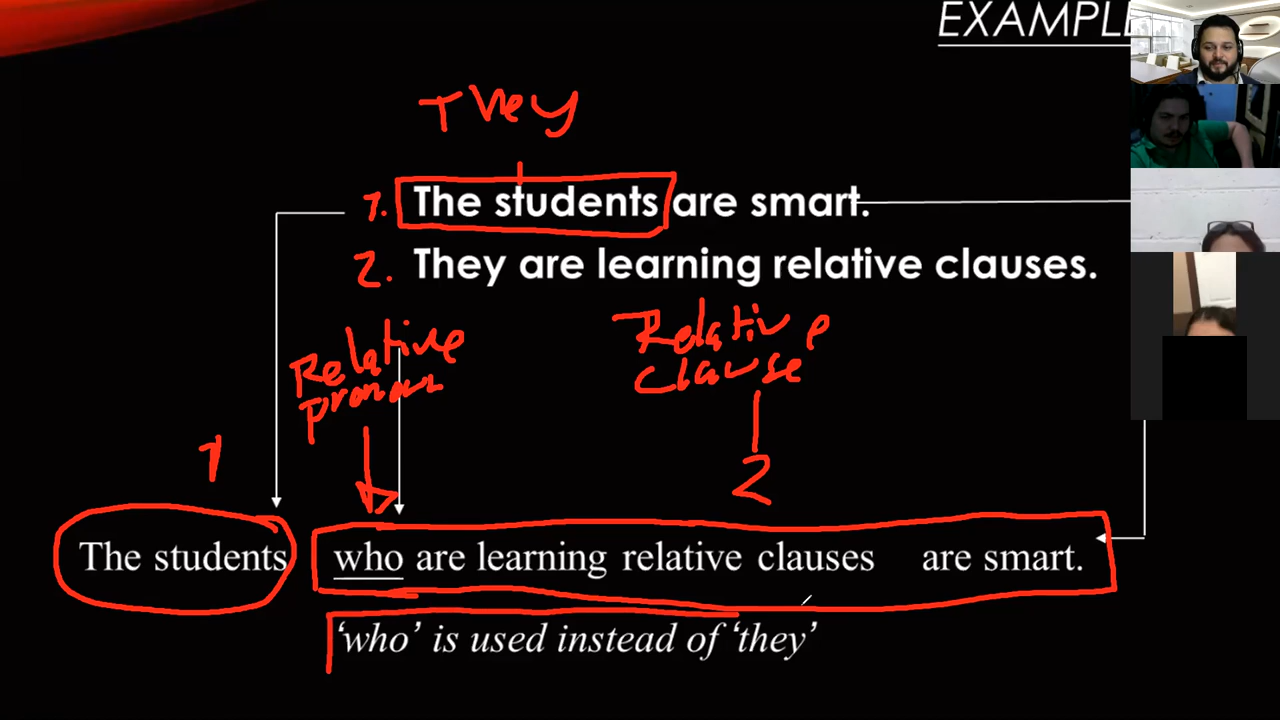 EXAMPLE
They
1. The students are smart.
2. They are learning relative clauses.
Relative
pronoun
Relative
clause
1
2
The students who are learning relative clauses are smart.
‘who’ is used instead of ‘they’